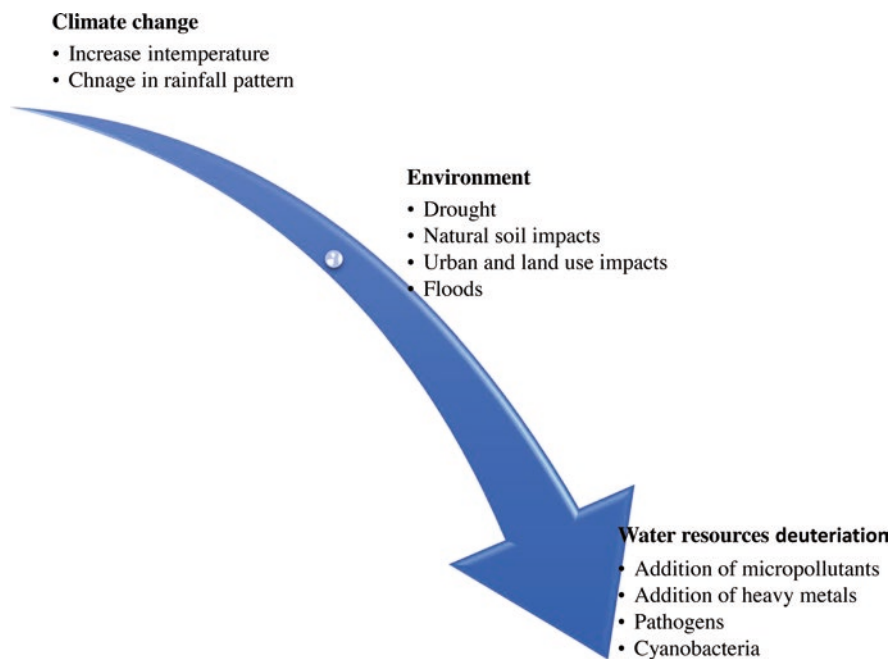 Climate change
• Increase intemperature
• Chnage in rainfall pattern
Environment
• Drought
• Natural soil impacts
• Urban and land use impacts
• Floods
Water resources deuteriation
• Addition of micropollutants
• Addition of heavy metals
• Pathogens
• Cyanobacteria